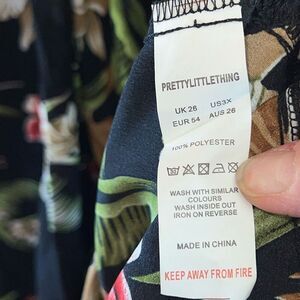 PRETTYLITTLETHING
UK 26 US3X
EUR 54 AUS 26
100% POLYESTER
WASH WITH SIMILAR
COLOURS
WASH INSIDE OUT
IRON ON REVERSE
MADE IN CHINA
KEEP AWAY FROM FIRE